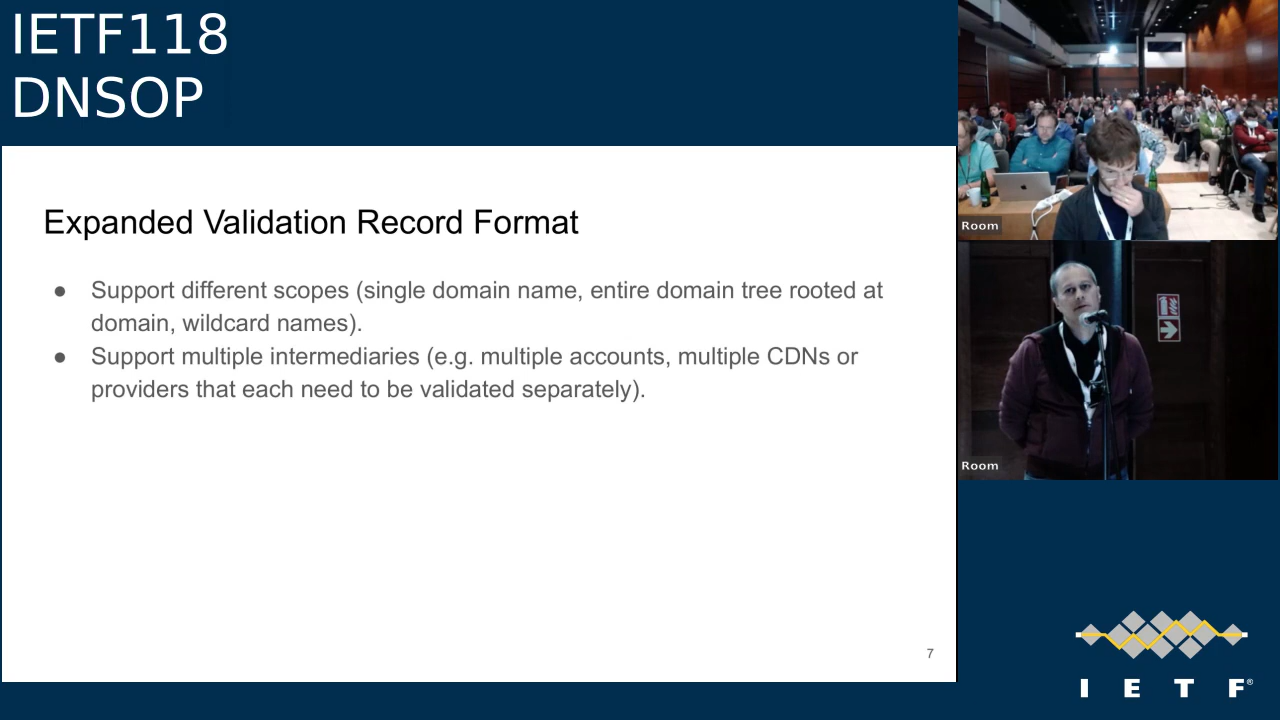 IETF118
DNSOP
Expanded Validation Record Format
● Support different scopes (single domain name, entire domain tree rooted at
domain, wildcard names).
● Support multiple intermediaries (e.g. multiple accounts, multiple CDNs or
providers that each need to be validated separately).
7
Room
Room
I E T F®